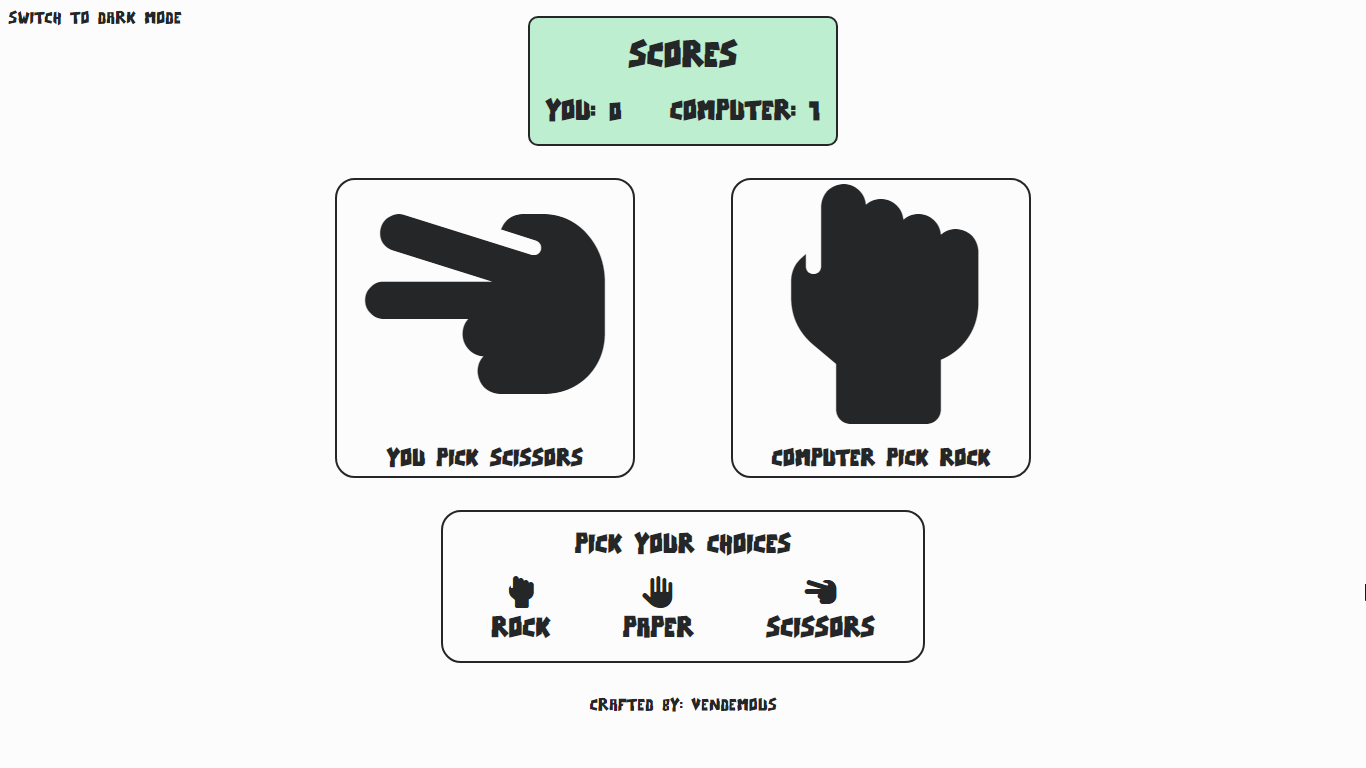 SWITCH TO DARK MODE
SCORES
YOU: 0 COMPUTER: 1
YOU PICK SCISSORS
COMPUTER PICK ROCK
PICK YOUR CHOICES
ROCK PAPER SCISSORS
CRAFTED BY: VENDEMOUS